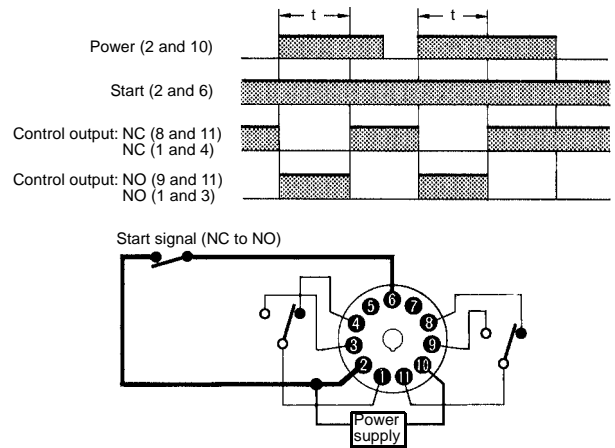 t t
Power (2 and 10)
Start (2 and 6)
Control output: NC (8 and 11)
NC (1 and 4)
Control output: NO (9 and 11)
NO (1 and 3)
Start signal (NC to NO)
6
5 7
4 8
3 9
2 10
1 11
Power
supply